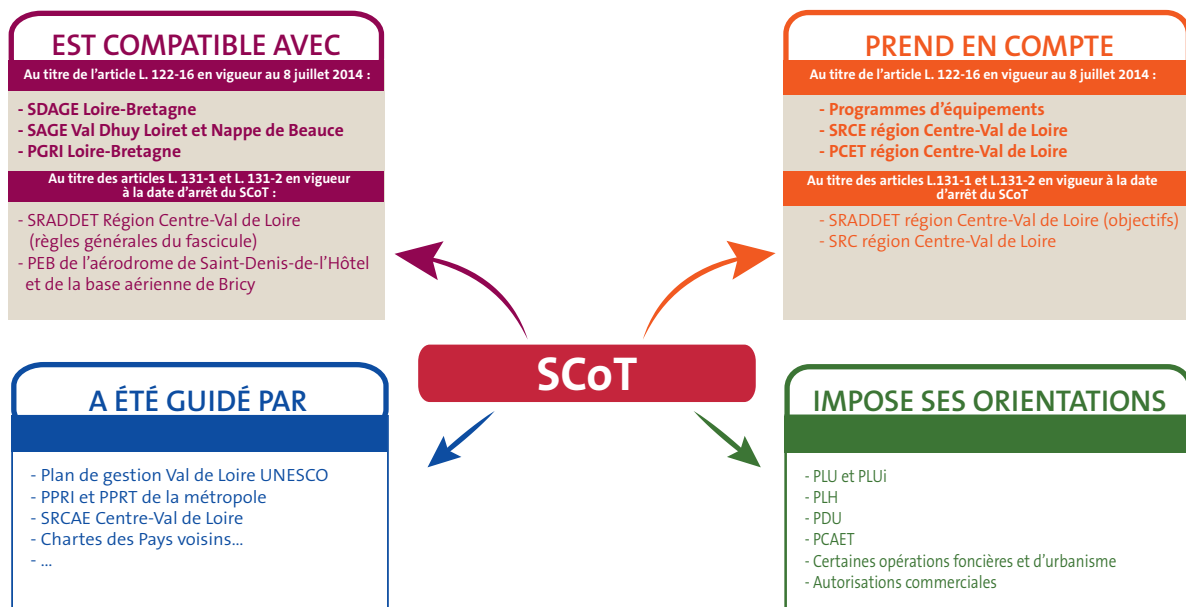 EST COMPATIBLE AVEC
Au titre de l'article L. 122-16 en vigueur au 8 juillet 2014 :
- SDAGE Loire-Bretagne
- SAGE Val Dhuy Loiret et Nappe de Beauce
- PGRI Loire-Bretagne
Au titre des articles L. 131-1 et L. 131-2 en vigueur
à la date d'arrêt du SCoT :
- SRADDET Région Centre-Val de Loire
(règles générales du fascicule)
- PEB de l'aérodrome de Saint-Denis-de-l'Hôtel
et de la base aérienne de Bricy
PREND EN COMPTE
Au titre de l'article L. 122-16 en vigueur au 8 juillet 2014 :
- Programmes d'équipements
- SRCE région Centre-Val de Loire
- PCET région Centre-Val de Loire
Au titre des articles L.131-1 et L.131-2 en vigueur à la date
d'arrêt du SCoT
- SRADDET région Centre-Val de Loire (objectifs)
- SRC région Centre-Val de Loire
SCoT
A ÉTÉ GUIDÉ PAR
- Plan de gestion Val de Loire UNESCO
- PPRI et PPRT de la métropole
- SRCAE Centre-Val de Loire
- Chartes des Pays voisins...
- ...
IMPOSE SES ORIENTATIONS
- PLU et PLUi
- PLH
- PDU
- PCAET
- Certaines opérations foncières et d'urbanisme
- Autorisations commerciales